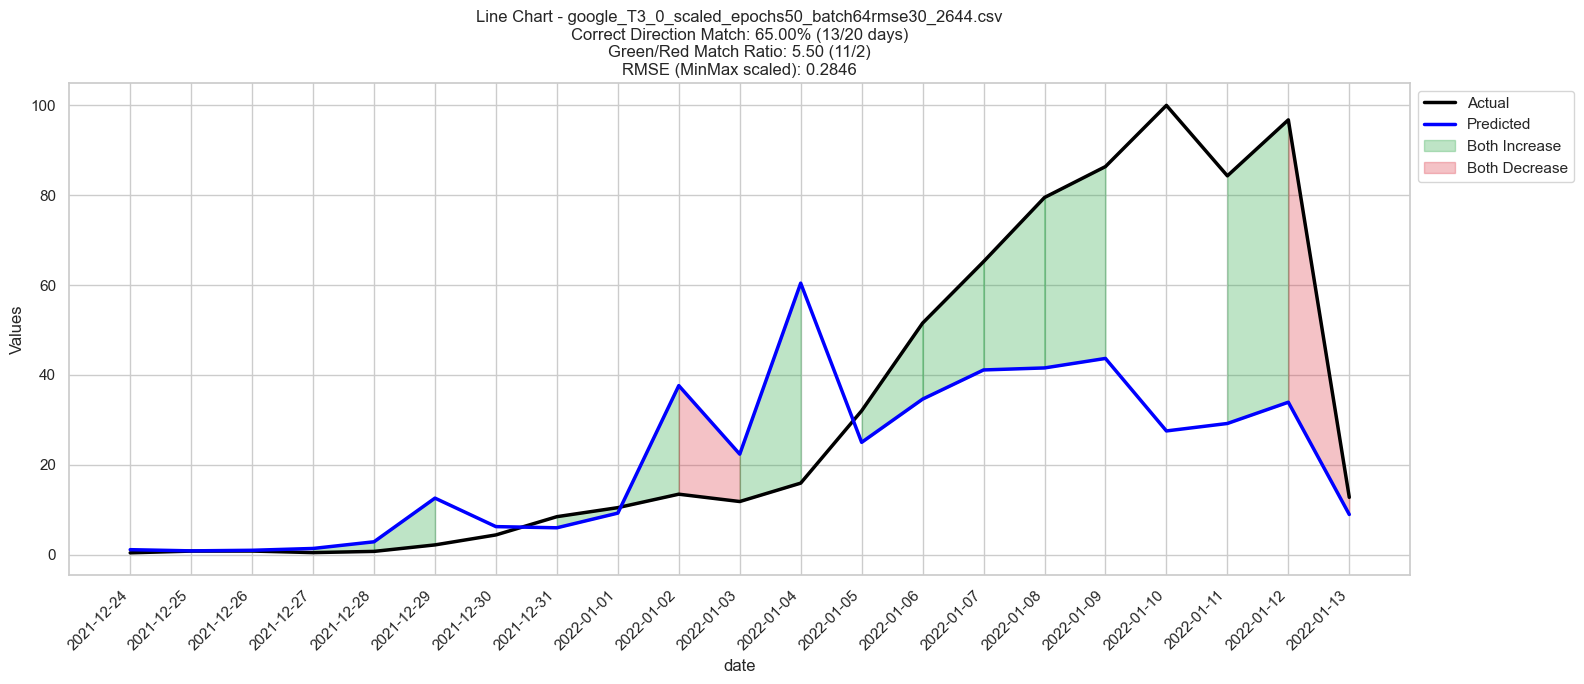 Line Chart - google_T3_0_scaled_epochs50_batch64rmse30_2644.csv
Correct Direction Match: 65.00% (13/20 days)
Green/Red Match Ratio: 5.50 (11/2)
RMSE (MinMax scaled): 0.2846
Actual
Predicted
Both Increase
Both Decrease
Values
100
80
60
40
20
0
2021-12-24
2021-12-25
2021-12-26
2021-12-27
2021-12-28
2021-12-29
2021-12-30
2021-12-31
2022-01-01
2022-01-02
2022-01-03
2022-01-04
2022-01-05
2022-01-06
2022-01-07
2022-01-08
2022-01-09
2022-01-10
2022-01-11
2022-01-12
2022-01-13
date